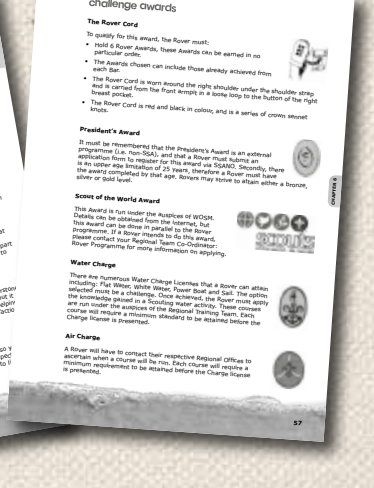 challenge awards
The Rover Cord
To qualify for this award, the Rover must:
• Hold 6 Rover Awards, these Awards can be earned in no
particular order.
• The Awards chosen can include those already achieved from
each Bar.
• The Rover Cord is worn around the right shoulder under the shoulder strap
and is carried from the front armpit in a loose loop to the button of the right
breast pocket.
• The Rover Cord is red and black in colour, and is a series of crown sennet
knots.
President's Award
It must be remembered that the President's Award is an external
programme (i.e. non-SSA), and that a Rover must submit an
application form to register for this award via SSANO. Secondly, there
is an upper age limitation of 25 years, therefore a Rover must have
the award completed by that age. Rovers may strive to attain either a bronze,
silver or gold level.
Scout of the World Award
This Award is run under the auspices of WOSM.
Details can be obtained from the internet, but
this award can be done in parallel to the Rover
programme. If a Rover intends to do this award,
please contact your Regional Team Co-Ordinator:
Rover Programme for more information on applying.
Water Charge
There are numerous Water Charge Licenses that a Rover can attain
including: Flat Water, White Water, Power Boat and Sail. The option
selected must be a challenge. Once achieved, the Rover must apply
the knowledge gained in a Scouting water activity. These courses
are run under the auspices of the Regional Training Team. Each
course will require a minimum standard to be attained before the
Charge license is presented.
Air Charge
A Rover will have to contact their respective Regional Offices to
ascertain when a course will be run. Each course will require a
minimum requirement to be attained before the Charge license
is presented.
CHAPTER 6
57